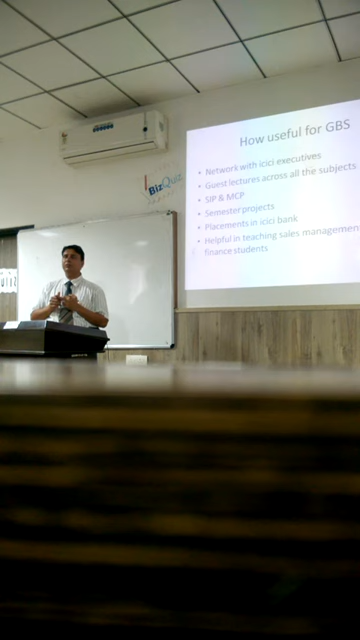 How useful for GBS
• Network with icici executives
• Guest lectures across all the subjects
• SIP & MCP
• Semester projects
• Placements in icici bank
• Helpful in teaching sales management
finance students
BizQuiz